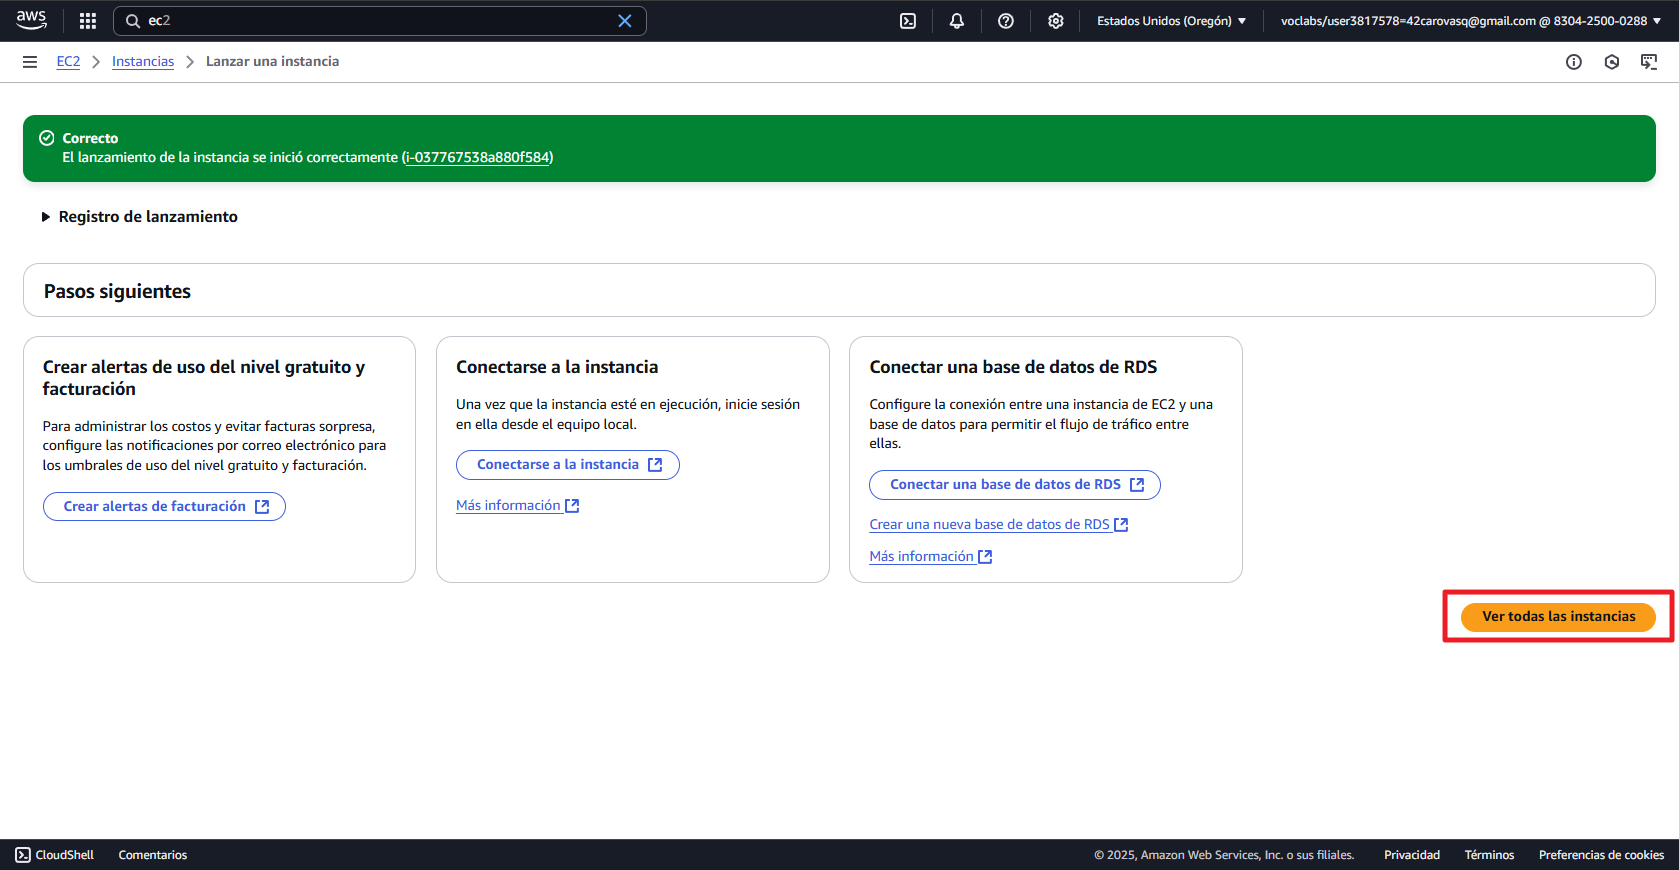 aws
ec2
Estados Unidos (Oregón)
voclabs/user3817578=42carovasq@gmail.com @ 8304-2500-0288
EC2
Instancias
Lanzar una instancia
Correcto
El lanzamiento de la instancia se inició correctamente (i-037767538a880f584)
Registro de lanzamiento
Pasos siguientes
Crear alertas de uso del nivel gratuito y
facturación
Para administrar los costos y evitar facturas sorpresa,
configure las notificaciones por correo electrónico para
los umbrales de uso del nivel gratuito y facturación.
Crear alertas de facturación
Conectarse a la instancia
Una vez que la instancia esté en ejecución, inicie sesión
en ella desde el equipo local.
Conectarse a la instancia
Más información
Conectar una base de datos de RDS
Configure la conexión entre una instancia de EC2 y una
base de datos para permitir el flujo de tráfico entre
ellas.
Conectar una base de datos de RDS
Crear una nueva base de datos de RDS
Más información
Ver todas las instancias
CloudShell
Comentarios
© 2025, Amazon Web Services, Inc. o sus filiales.
Privacidad
Términos
Preferencias de cookies